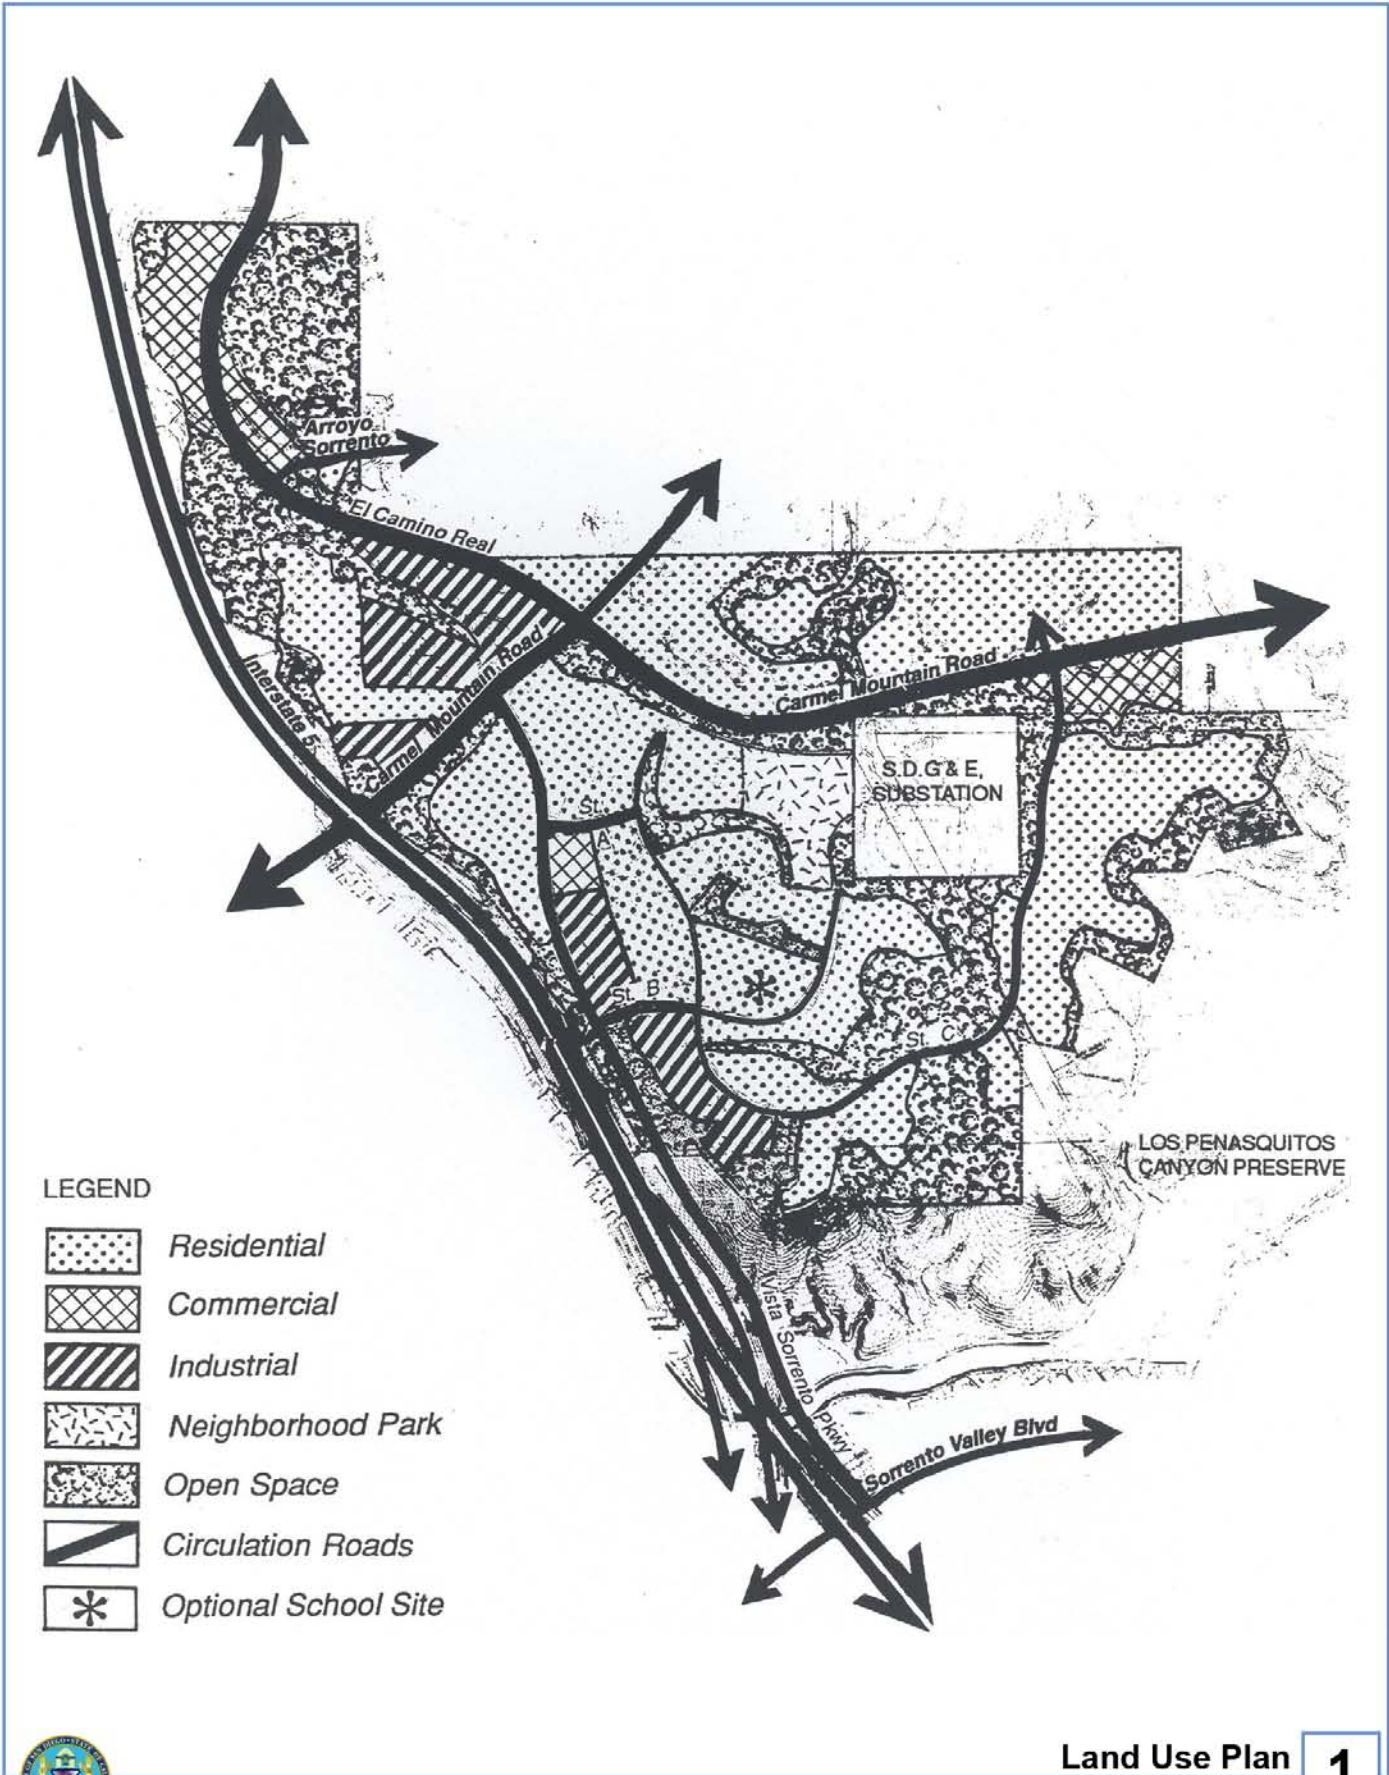 Arroyo
Sorrento
El Camino Real
Carmel Mountain Road
Carmel Mountain Road
Interstate 5
Carmel Mountain Road
S.D.G & E,
SUBSTATION
St.
A
St. B
St. C
LOS PENASQUITOS
CANYON PRESERVE
LEGEND
Residential
Commercial
Industrial
Neighborhood Park
Open Space
Circulation Roads
Optional School Site
Vista Sorrento Pkwy
Sorrento Valley Blvd
Land Use Plan
1